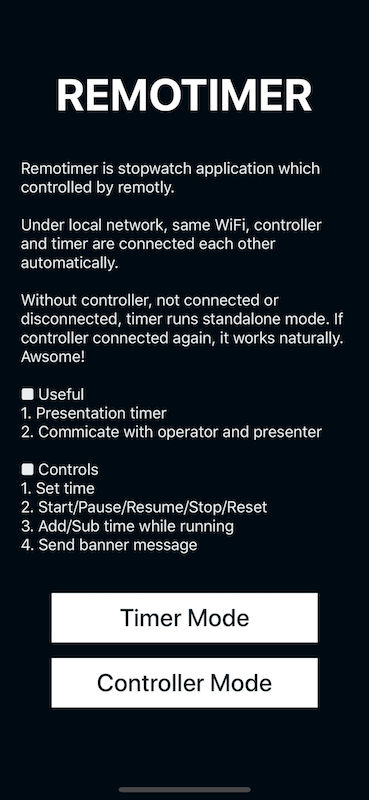 REMOTIMER
Remotimer is stopwatch application which
controlled by remotly.
Under local network, same WiFi, controller
and timer are connected each other
automatically.
Without controller, not connected or
disconnected, timer runs standalone mode. If
controller connected again, it works naturally.
Awsome!
■ Useful
1. Presentation timer
2. Commicate with operator and presenter
■ Controls
1. Set time
2. Start/Pause/Resume/Stop/Reset
3. Add/Sub time while running
4. Send banner message
Timer Mode
Controller Mode